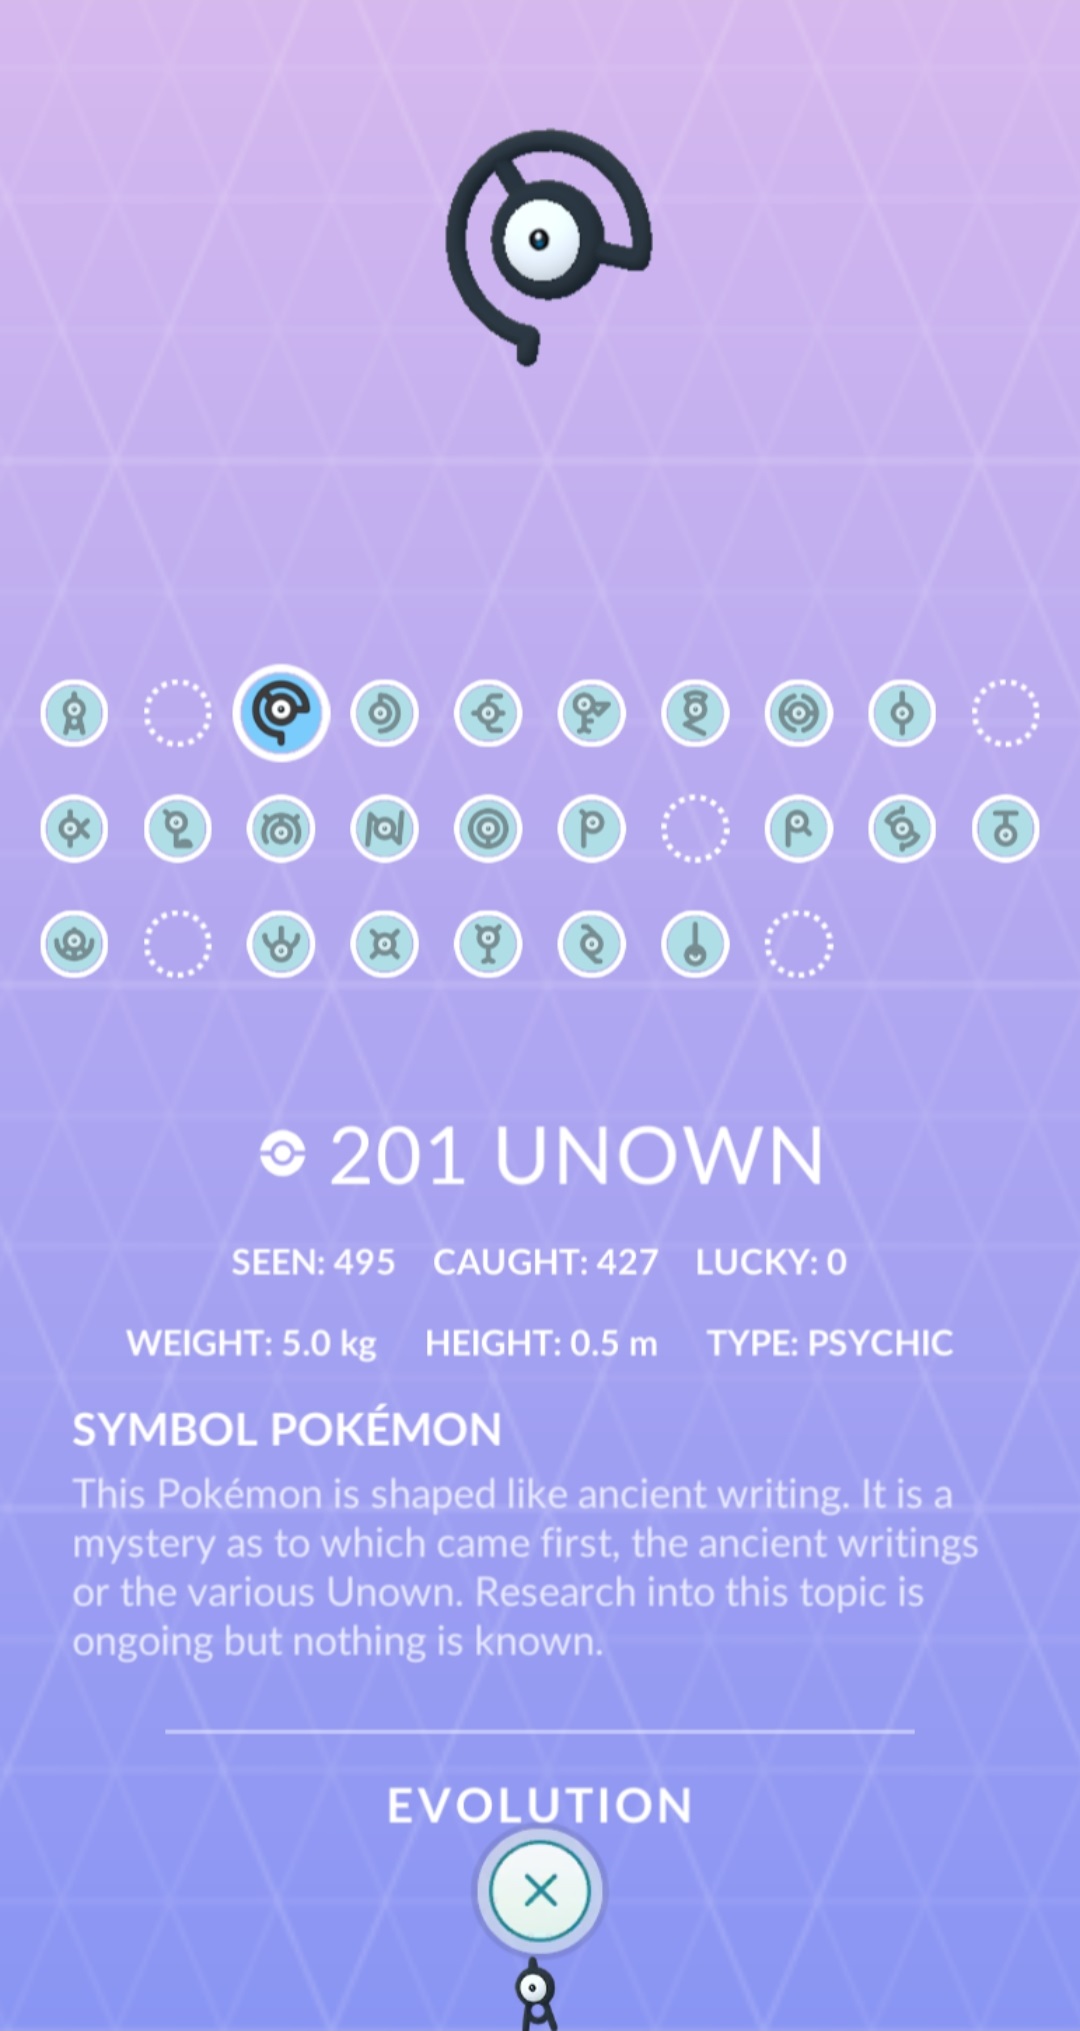 201 UNOWN
SEEN: 495 CAUGHT: 427 LUCKY: 0
WEIGHT: 5.0 kg HEIGHT: 0.5 m TYPE: PSYCHIC
SYMBOL POKÉMON
This Pokémon is shaped like ancient writing. It is a
mystery as to which came first, the ancient writings
or the various Unown. Research into this topic is
ongoing but nothing is known.
EVOLUTION